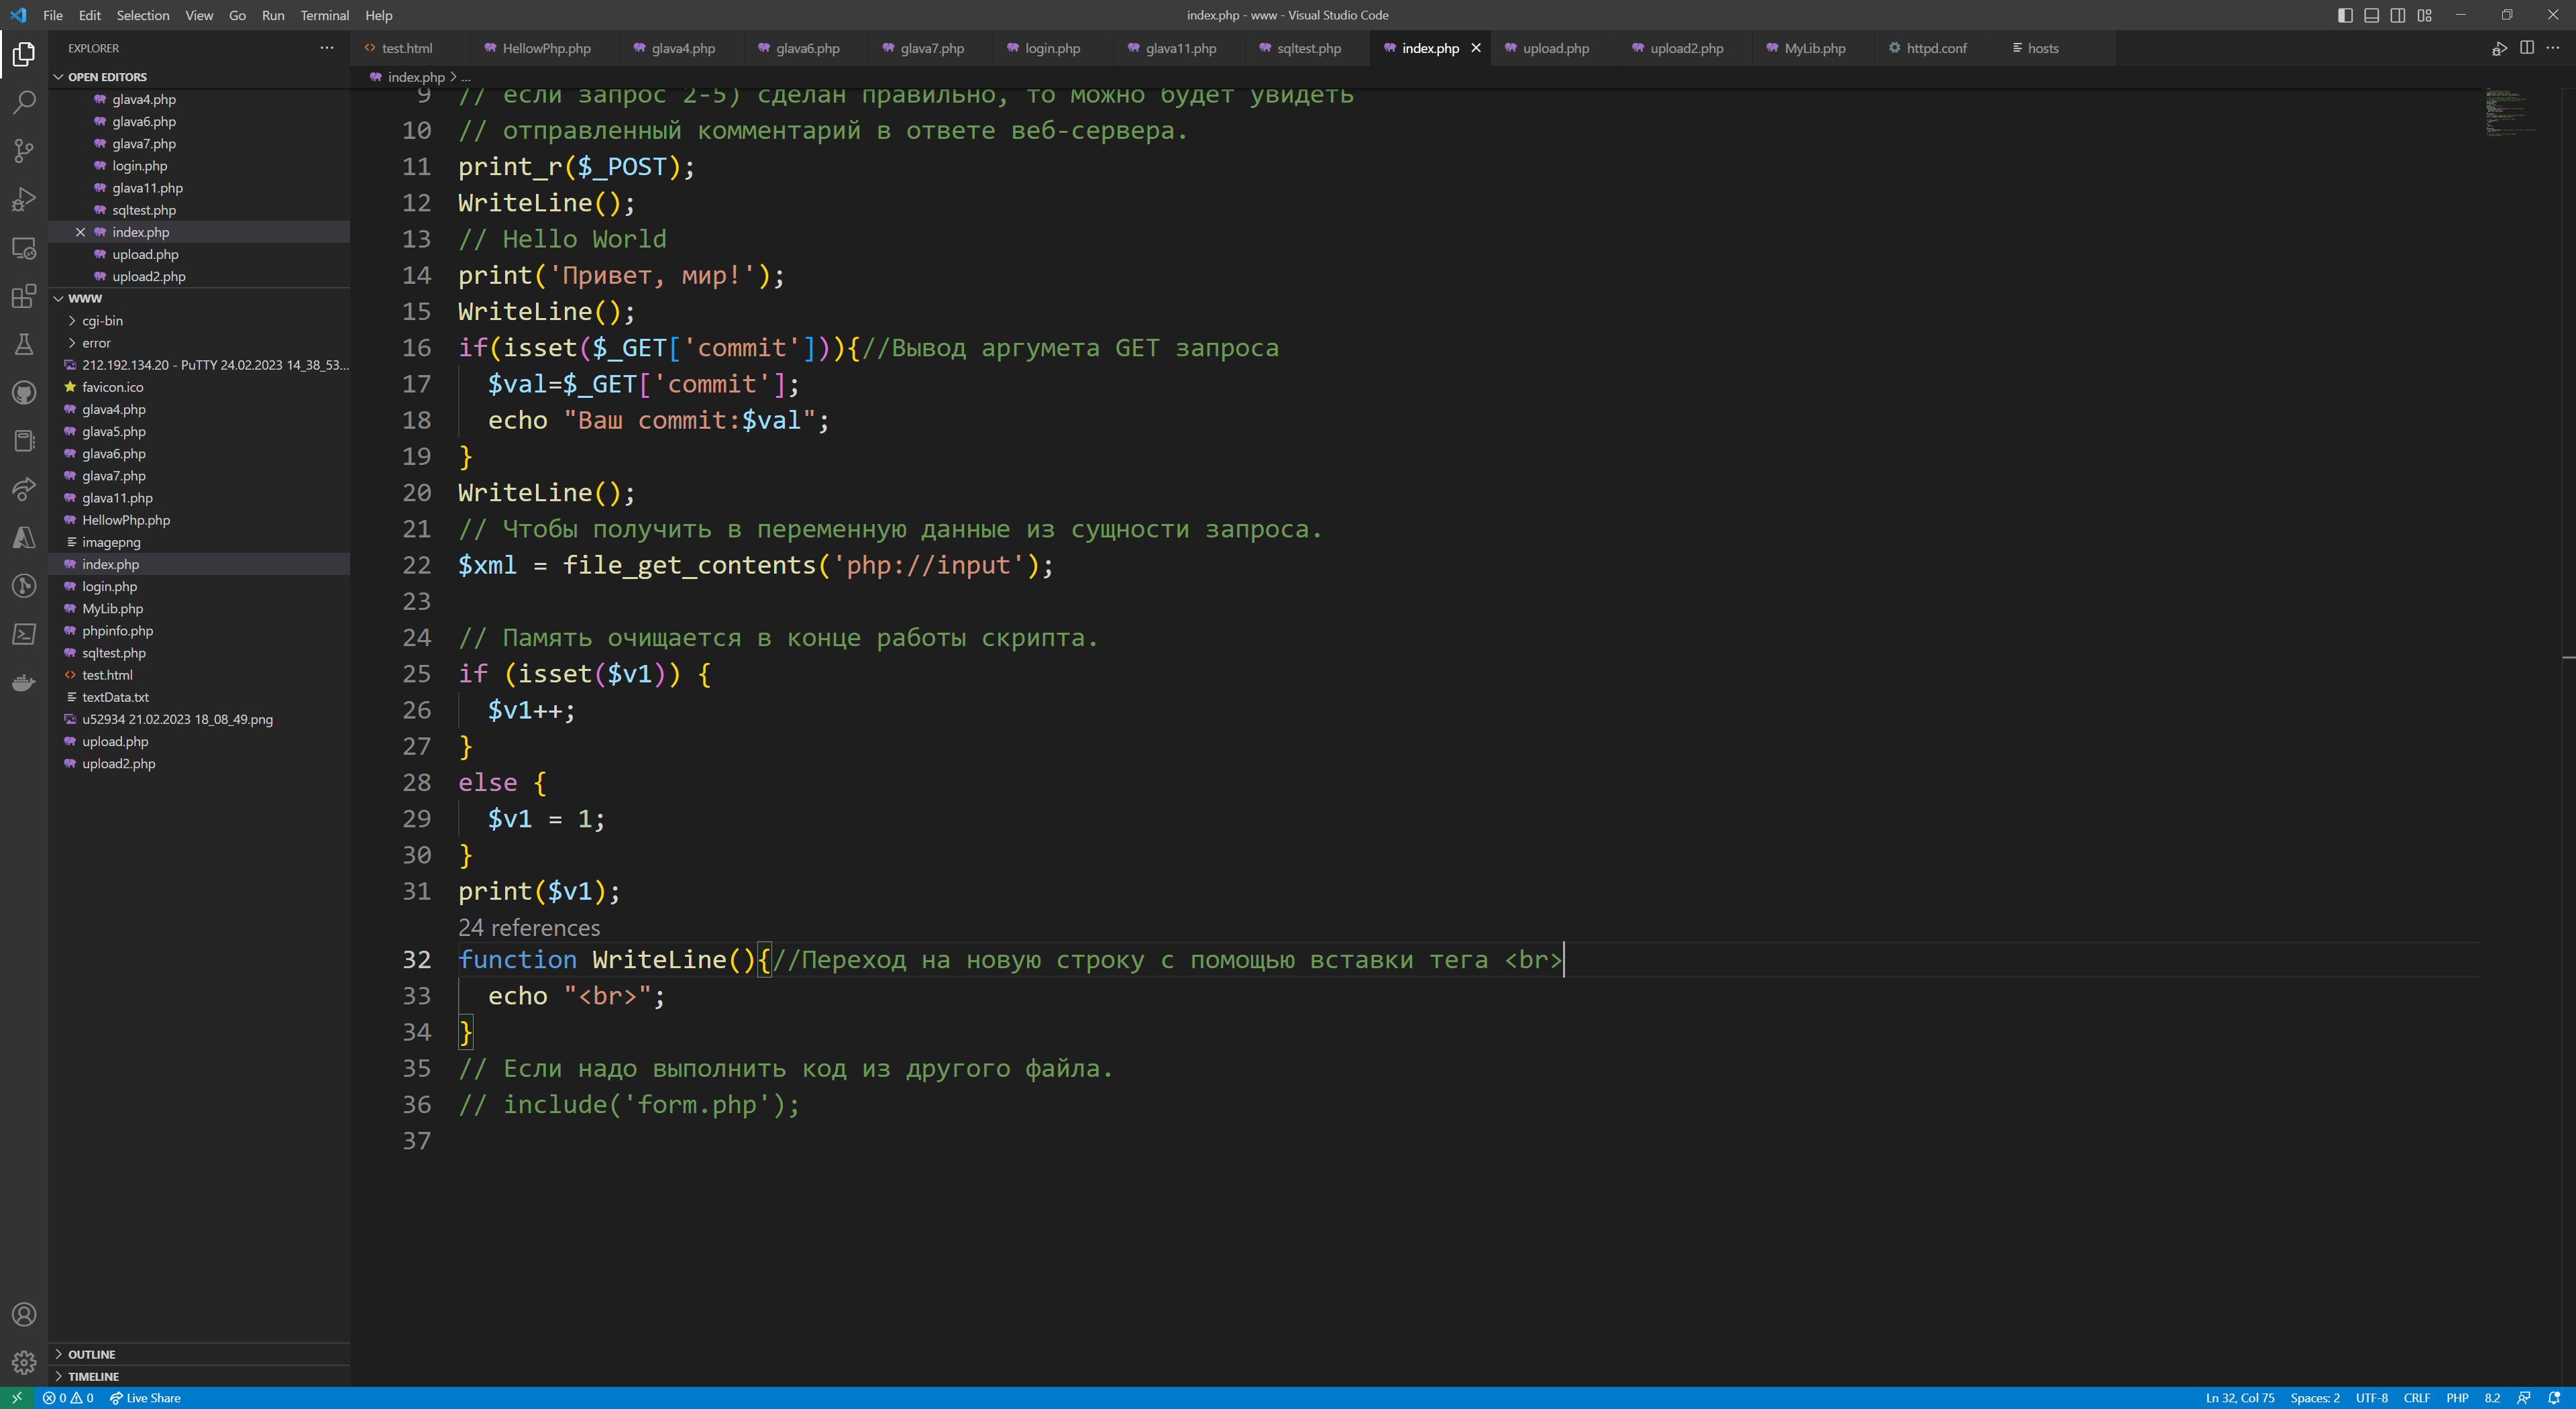 File Edit Selection View Go Run Terminal Help
index.php - www - Visual Studio Code
EXPLORER
OPEN EDITORS
glava4.php
glava6.php
glava7.php
login.php
glava11.php
sqltest.php
index.php
upload.php
upload2.php
WWW
cgi-bin
error
212.192.134.20 - PuTTY 24.02.2023 14_38_53...
favicon.ico
glava4.php
glava5.php
glava6.php
glava7.php
glava11.php
HellowPhp.php
imagepng
index.php
login.php
MyLib.php
phpinfo.php
sqltest.php
test.html
textData.txt
u52934 21.02.2023 18_08_49.png
upload.php
upload2.php
OUTLINE
TIMELINE
test.html HellowPhp.php glava4.php glava6.php glava7.php login.php glava11.php sqltest.php index.php upload.php upload2.php MyLib.php httpd.conf hosts
index.php > ...
9 // если запрос 2-5) сделан правильно, то можно будет увидеть
10 // отправленный комментарий в ответе веб-сервера.
11 print_r($_POST);
12 WriteLine();
13 // Hello World
14 print('Привет, мир!');
15 WriteLine();
16 if(isset($_GET['commit'])){//Вывод аргумета GET запроса
17 $val=$_GET['commit'];
18 echo "Ваш commit:$val";
19 }
20 WriteLine();
21 // Чтобы получить в переменную данные из сущности запроса.
22 $xml = file_get_contents('php://input');
23
24 // Память очищается в конце работы скрипта.
25 if (isset($v1)) {
26 $v1++;
27 }
28 else {
29 $v1 = 1;
30 }
31 print($v1);
24 references
32 function WriteLine(){//Переход на новую строку с помощью вставки тега <br>
33 echo "<br>";
34 }
35 // Если надо выполнить код из другого файла.
36 // include('form.php');
37
0 0 Live Share
Ln 32, Col 75 Spaces: 2 UTF-8 CRLF PHP 8.2